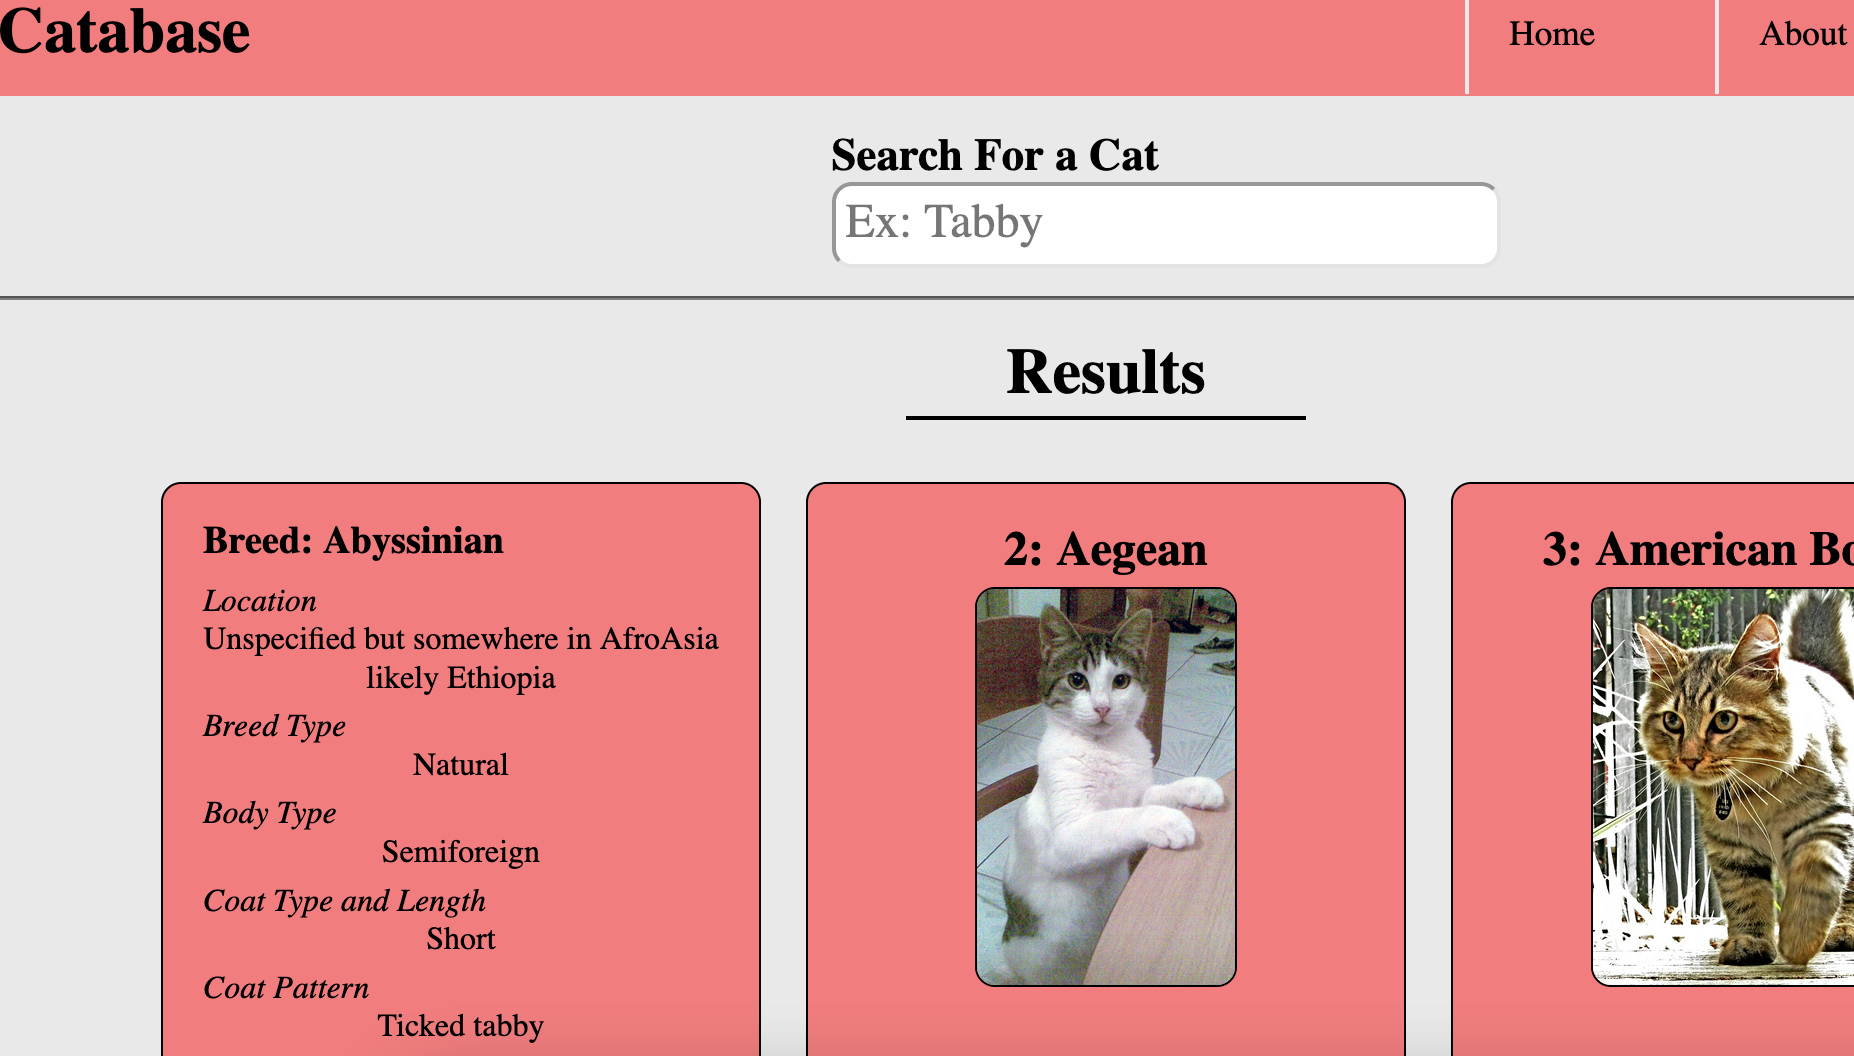 Catabase
Home
About
Search For a Cat
Ex: Tabby
Results
Breed: Abyssinian
Location
Unspecified but somewhere in AfroAsia
likely Ethiopia
Breed Type
Natural
Body Type
Semiforeign
Coat Type and Length
Short
Coat Pattern
Ticked tabby
2: Aegean
3: American Bo